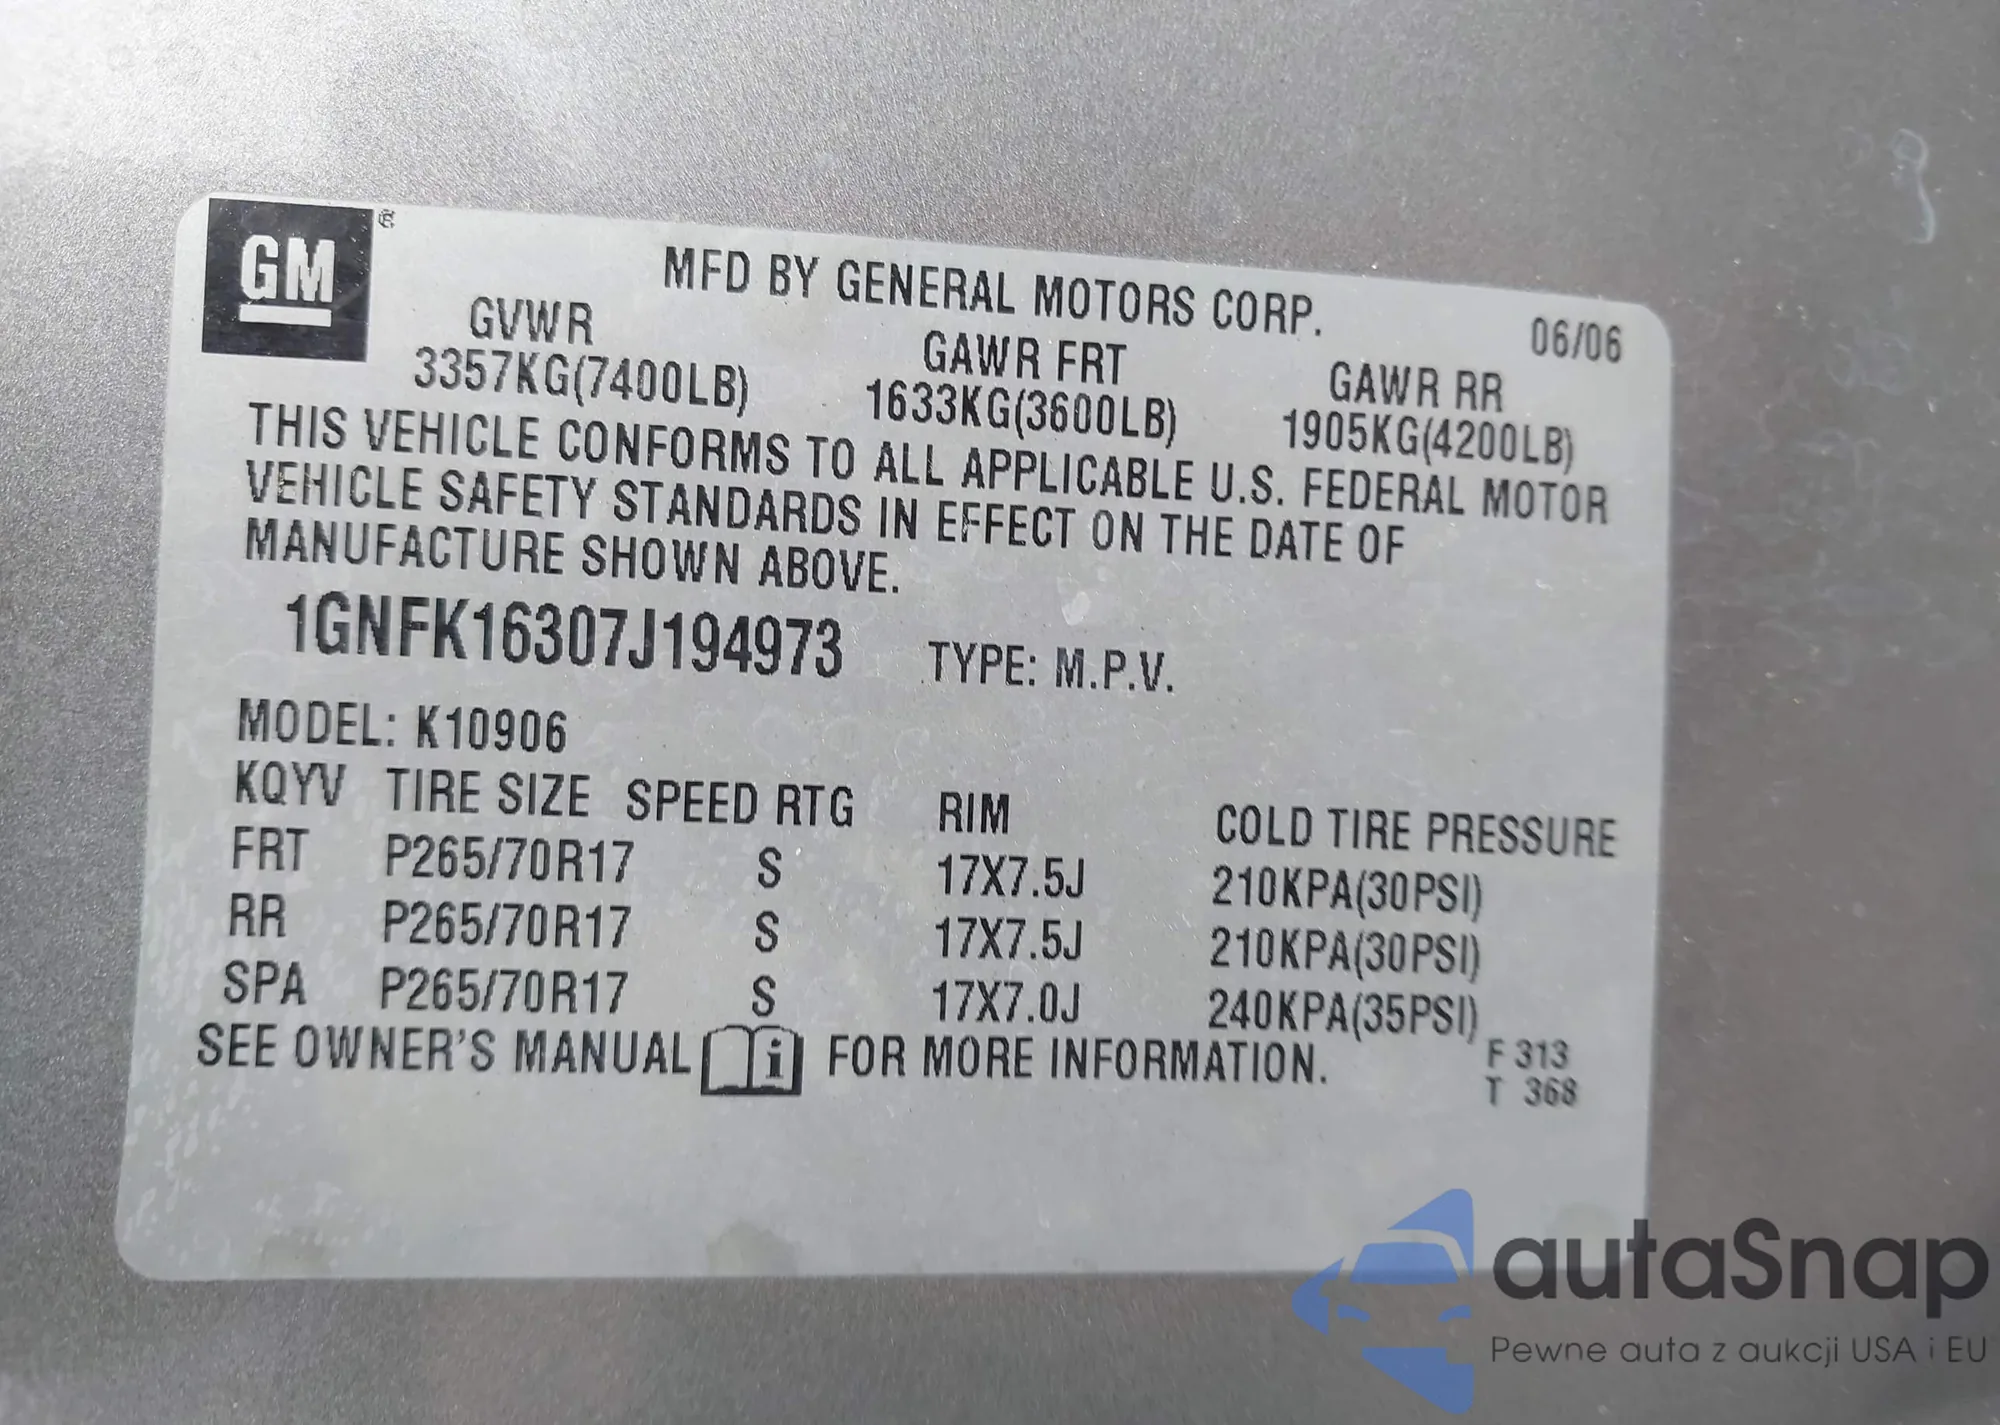 GM
MFD BY GENERAL MOTORS CORP.
06/06
GVWR GAWR FRT GAWR RR
3357KG(7400LB) 1633KG(3600LB) 1905KG(4200LB)
THIS VEHICLE CONFORMS TO ALL APPLICABLE U.S. FEDERAL MOTOR
VEHICLE SAFETY STANDARDS IN EFFECT ON THE DATE OF
MANUFACTURE SHOWN ABOVE.
1GNFK16307J194973 TYPE: M.P.V.
MODEL: K10906
KQYV TIRE SIZE SPEED RTG RIM COLD TIRE PRESSURE
FRT P265/70R17 S 17X7.5J 210KPA(30PSI)
RR P265/70R17 S 17X7.5J 210KPA(30PSI)
SPA P265/70R17 S 17X7.0J 240KPA(35PSI)
SEE OWNER'S MANUAL i FOR MORE INFORMATION.
F 313
T 368
autaSnap
Pewne auta z aukcji USA i EU